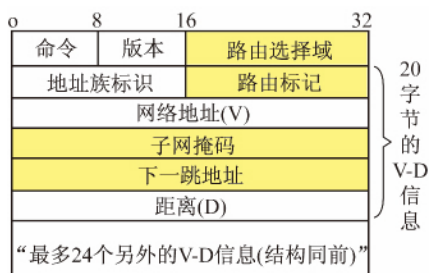 o 8 16 32
命令 版本 路由选择域
地址族标识 路由标记
网络地址(V)
子网掩码
下一跳地址
距离(D)
“最多24个另外的V-D信息(结构同前)”
20
字
节
的
V-D
信
息